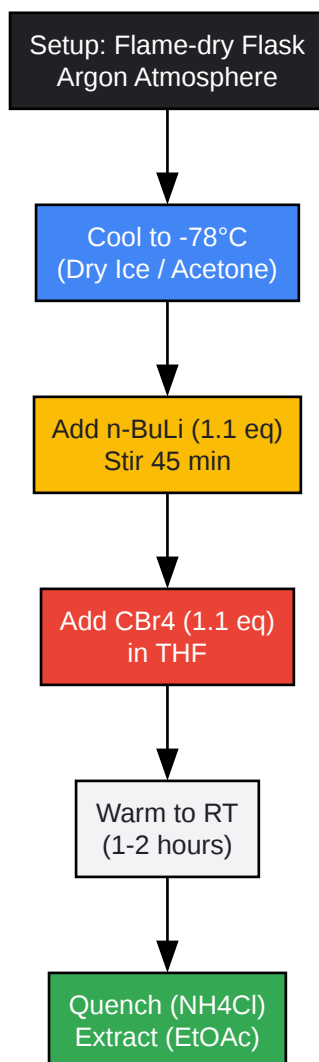 Setup: Flame-dry Flask
Argon Atmosphere
Cool to -78°C
(Dry Ice / Acetone)
Add n-BuLi (1.1 eq)
Stir 45 min
Add CBr4 (1.1 eq)
in THF
Warm to RT
(1-2 hours)
Quench (NH4Cl)
Extract (EtOAc)